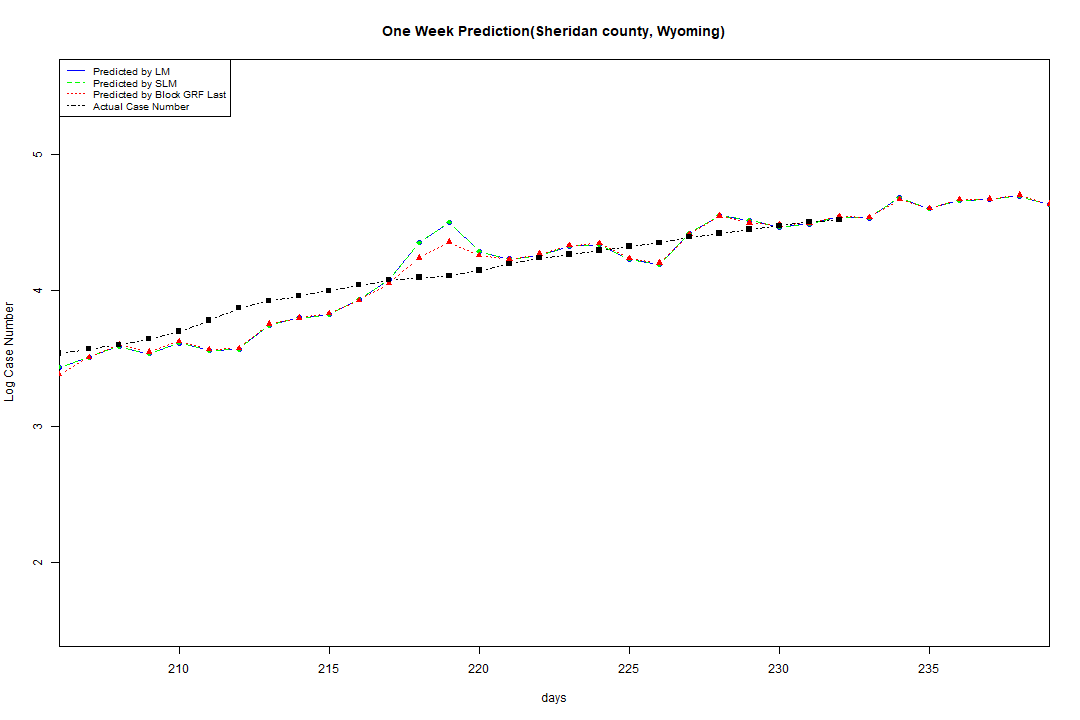 One Week Prediction(Sheridan county, Wyoming)
Predicted by LM
Predicted by SLM
Predicted by Block GRF Last
Actual Case Number
5
4
3
2
Log Case Number
210 215 220 225 230 235
days